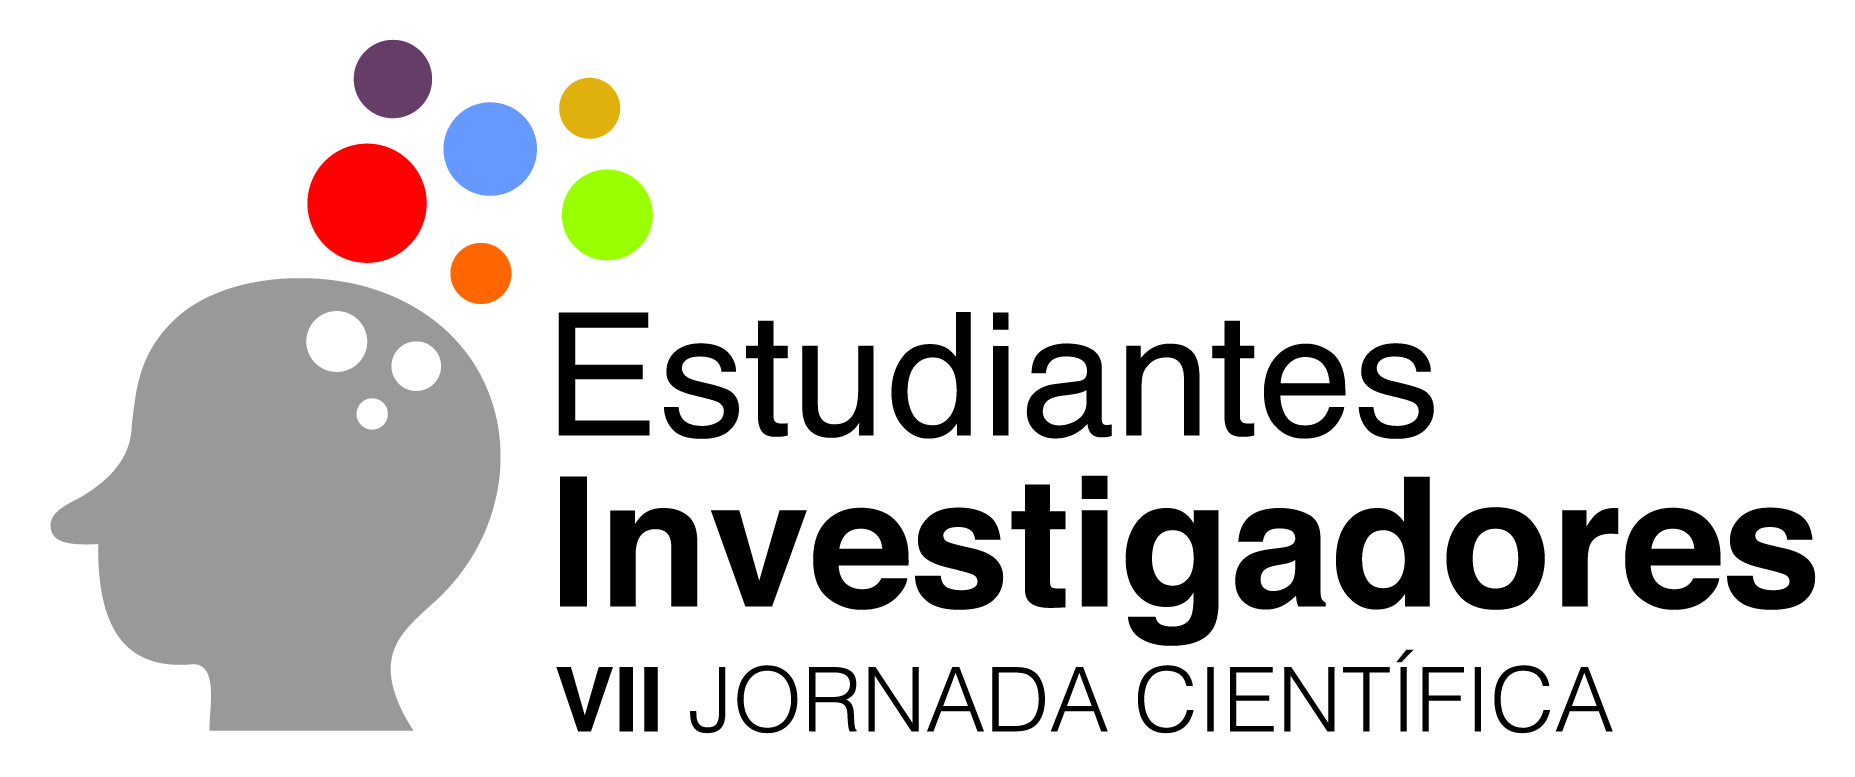 Estudiantes
Investigadores
VII JORNADA CIENTÍFICA